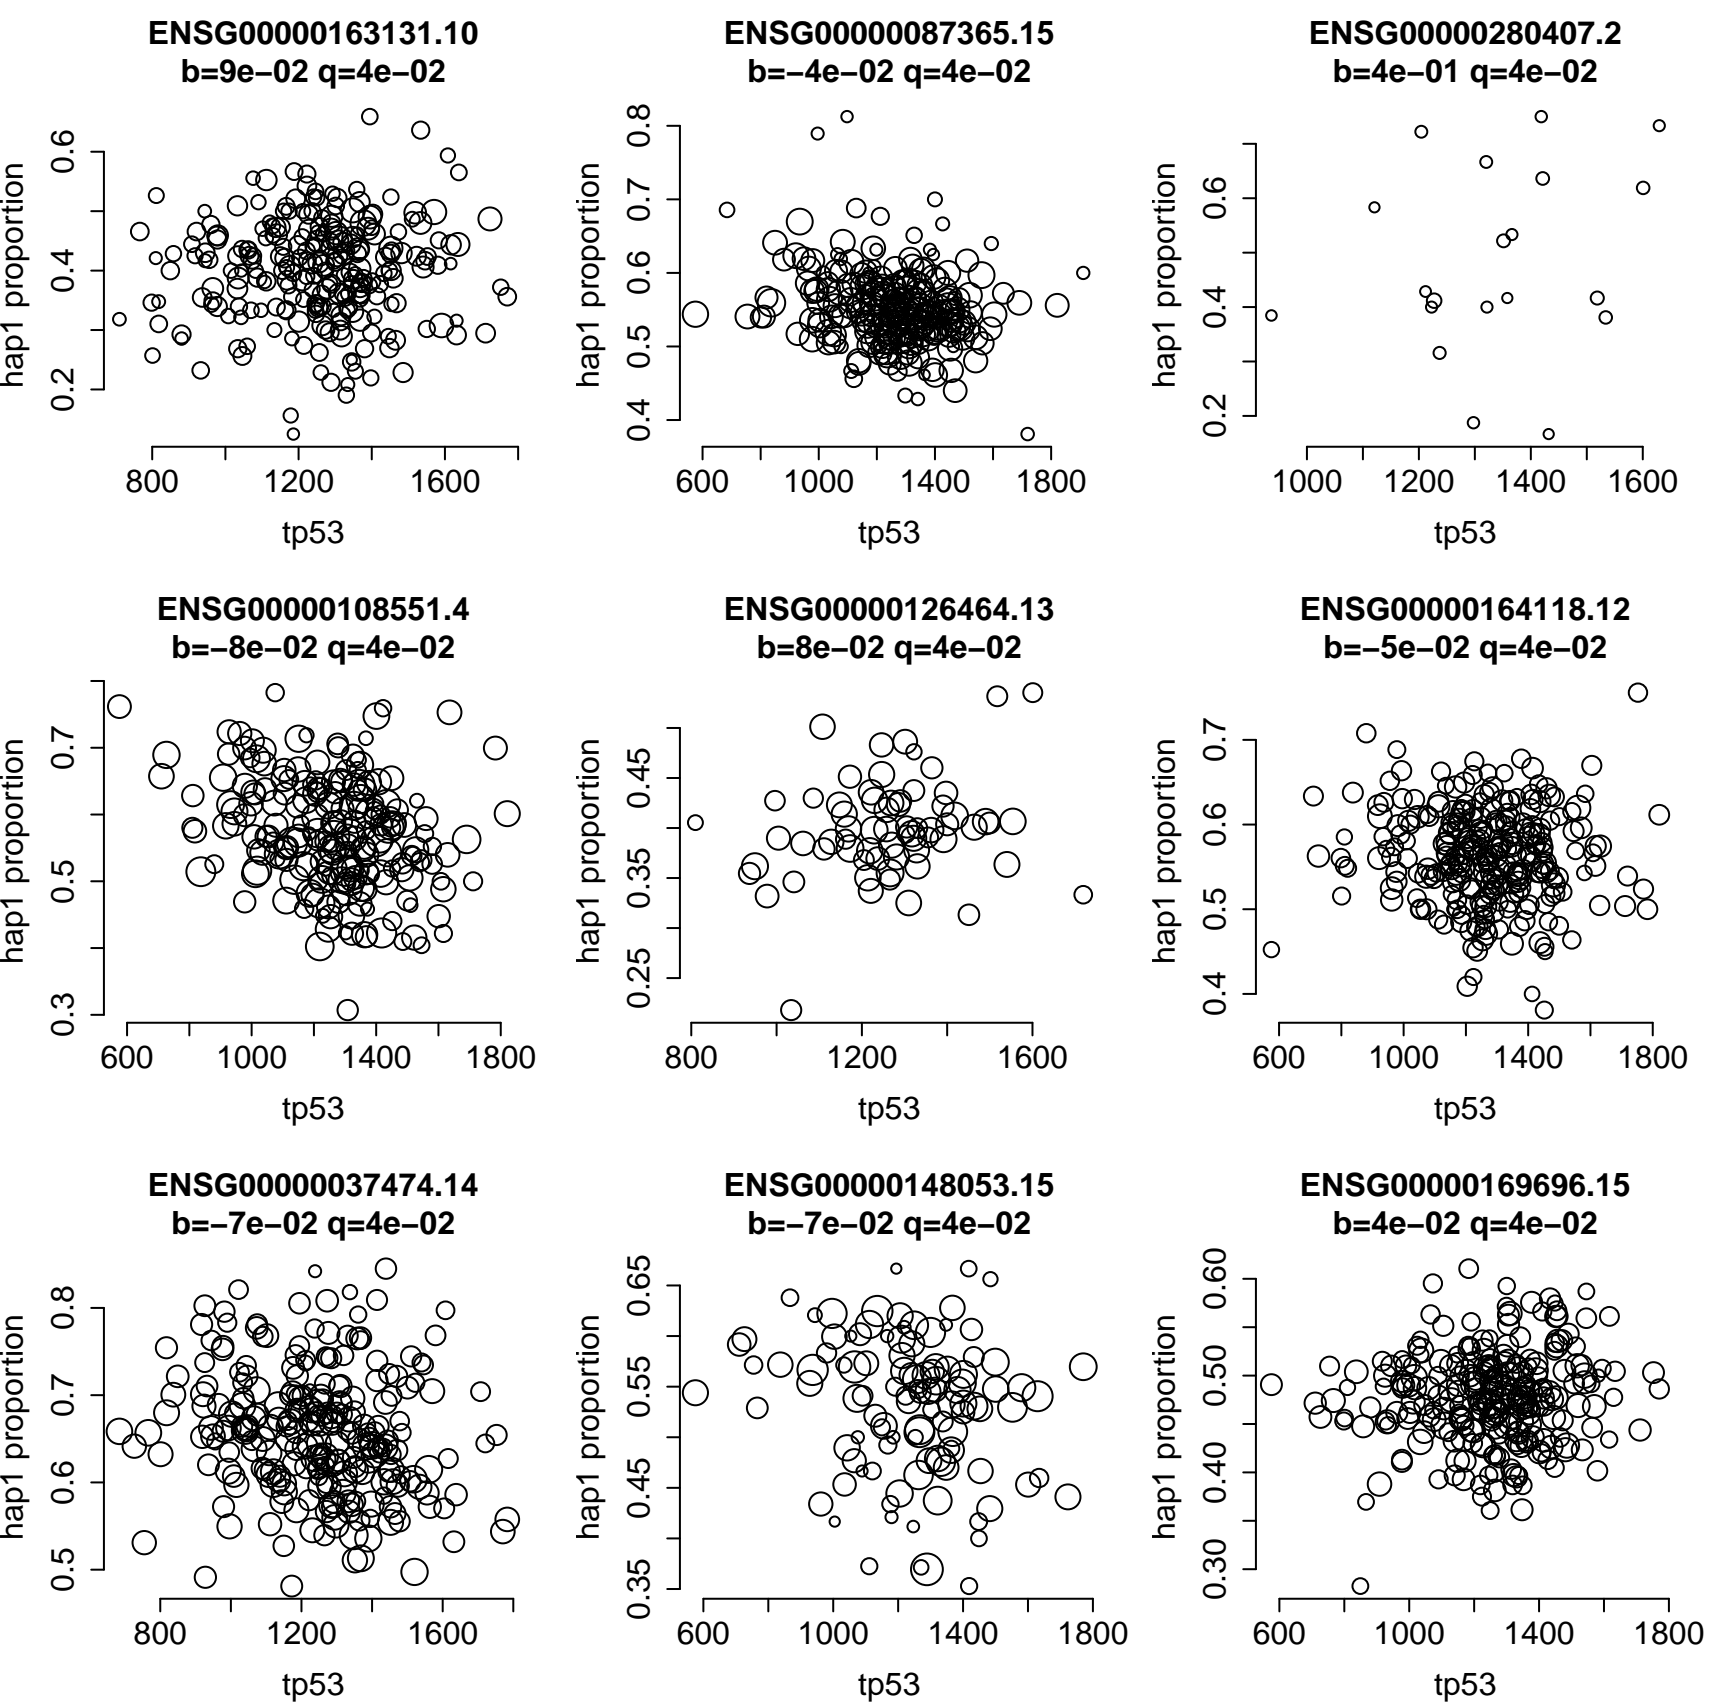 ENSG00000163131.10
b=9e−02 q=4e−02
hap1 proportion
0.2 0.4 0.6
800 1200 1600
tp53
ENSG00000087365.15
b=−4e−02 q=4e−02
hap1 proportion
0.4 0.5 0.6 0.7 0.8
600 1000 1400 1800
tp53
ENSG00000280407.2
b=4e−01 q=4e−02
hap1 proportion
0.2 0.4 0.6
1000 1200 1400 1600
tp53
ENSG00000108551.4
b=−8e−02 q=4e−02
hap1 proportion
0.3 0.5 0.7
600 1000 1400 1800
tp53
ENSG00000126464.13
b=8e−02 q=4e−02
hap1 proportion
0.25 0.35 0.45
800 1200 1600
tp53
ENSG00000164118.12
b=−5e−02 q=4e−02
hap1 proportion
0.4 0.5 0.6 0.7
600 1000 1400 1800
tp53
ENSG00000037474.14
b=−7e−02 q=4e−02
hap1 proportion
0.5 0.6 0.7 0.8
800 1200 1600
tp53
ENSG00000148053.15
b=−7e−02 q=4e−02
hap1 proportion
0.35 0.45 0.55 0.65
600 1000 1400 1800
tp53
ENSG00000169696.15
b=4e−02 q=4e−02
hap1 proportion
0.30 0.40 0.50 0.60
600 1000 1400 1800
tp53